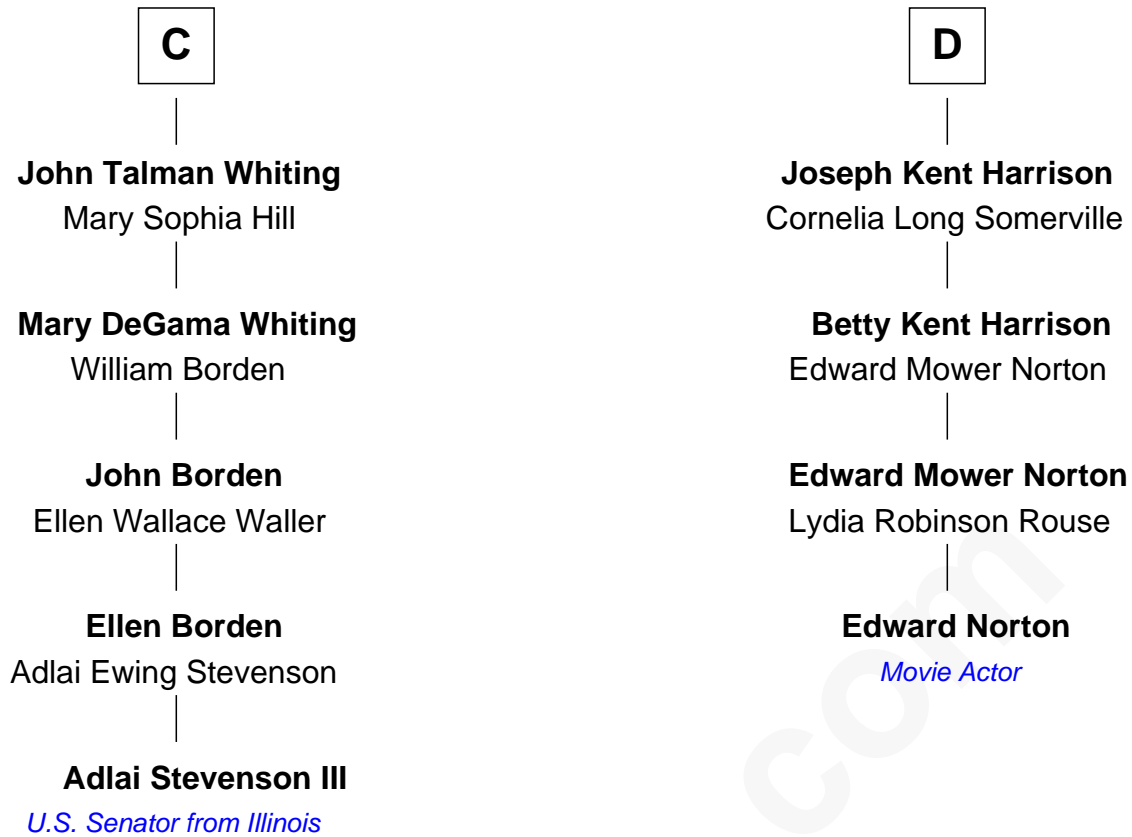 C
John Talman Whiting
Mary Sophia Hill
Mary DeGama Whiting
William Borden
John Borden
Ellen Wallace Waller
Ellen Borden
Adlai Ewing Stevenson
Adlai Stevenson III
U.S. Senator from Illinois
D
Joseph Kent Harrison
Cornelia Long Somerville
Betty Kent Harrison
Edward Mower Norton
Edward Mower Norton
Lydia Robinson Rouse
Edward Norton
Movie Actor
com